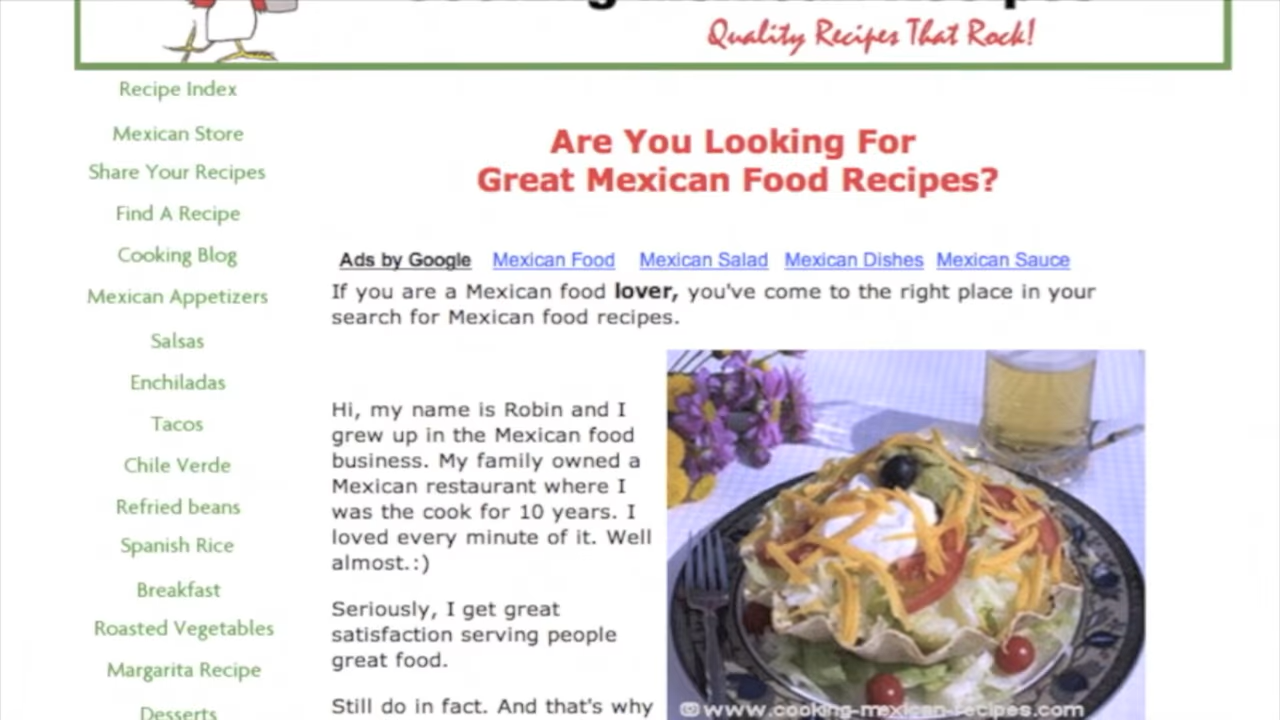 Cooking Mexican Recipes
Quality Recipes That Rock!
Recipe Index
Mexican Store
Share Your Recipes
Find A Recipe
Cooking Blog
Mexican Appetizers
Salsas
Enchiladas
Tacos
Chile Verde
Refried beans
Spanish Rice
Breakfast
Roasted Vegetables
Margarita Recipe
Desserts
Are You Looking For
Great Mexican Food Recipes?
Ads by Google Mexican Food Mexican Salad Mexican Dishes Mexican Sauce
If you are a Mexican food lover, you've come to the right place in your
search for Mexican food recipes.
Hi, my name is Robin and I
grew up in the Mexican food
business. My family owned a
Mexican restaurant where I
was the cook for 10 years. I
loved every minute of it. Well
almost.:)
Seriously, I get great
satisfaction serving people
great food.
Still do in fact. And that's why
©www.cooking-mexican-recipes.com